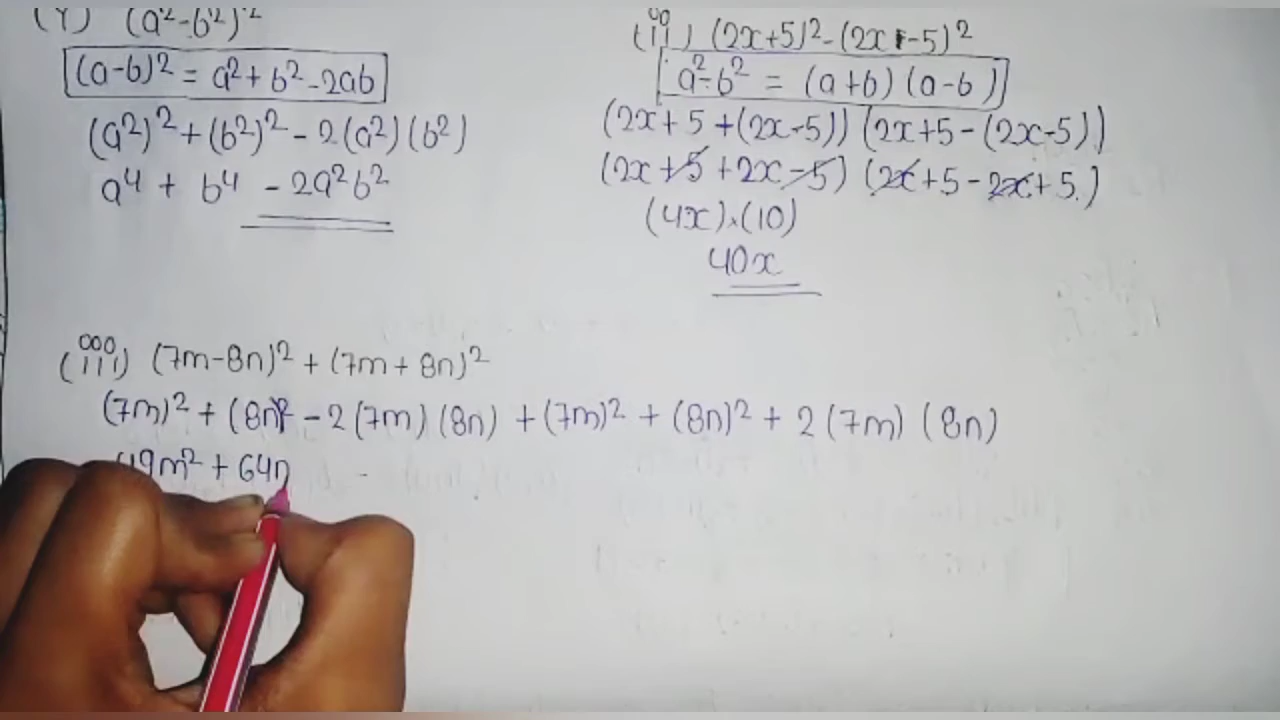 (Y) (a²-b²)²
(a-b)² = a²+b²-2ab
(a²)²+(b²)²-2(a²)(b²)
a⁴ + b⁴ - 2a²b²
(ii) (2x+5)²-(2x-5)²
a²-b² = (a+b)(a-b)
(2x+5+(2x-5))(2x+5-(2x-5))
(2x+5+2x-5)(2x+5-2x+5)
(4x)×(10)
40x
(iii) (7m-8n)²+(7m+8n)²
(7m)²+(8n)²-2(7m)(8n)+(7m)²+(8n)²+2(7m)(8n)
49m²+64n